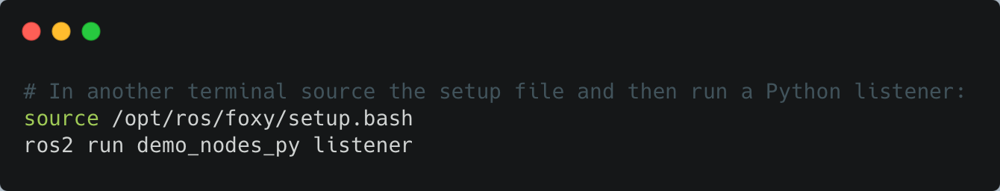 # In another terminal source the setup file and then run a Python listener:
source /opt/ros/foxy/setup.bash
ros2 run demo_nodes_py listener